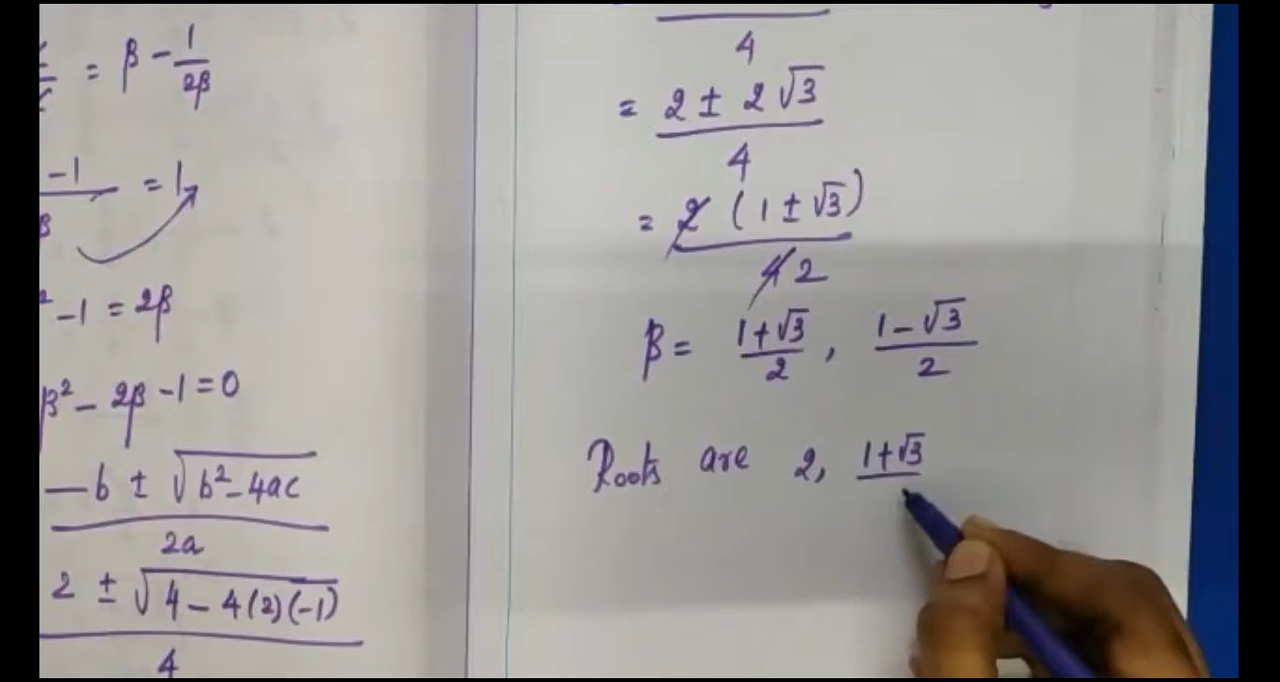 = β - 1/2β
-1/β = 1
² - 1 = 2β
β² - 2β - 1 = 0
-b ± √(b² - 4ac)
2a
2 ± √(4 - 4(2)(-1))
4
4
= 2 ± 2√3
4
= 2 (1 ± √3)
4 2
β = 1+√3/2 , 1-√3/2
Roots are 2, 1+√3